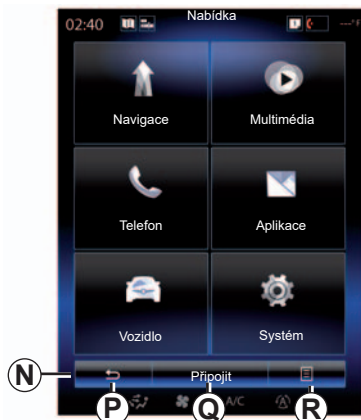 Nabídka
02:40
---°F
Navigace
Multimédia
Telefon
Aplikace
Vozidlo
Systém
N
Připojit
P
Q
A/C
R